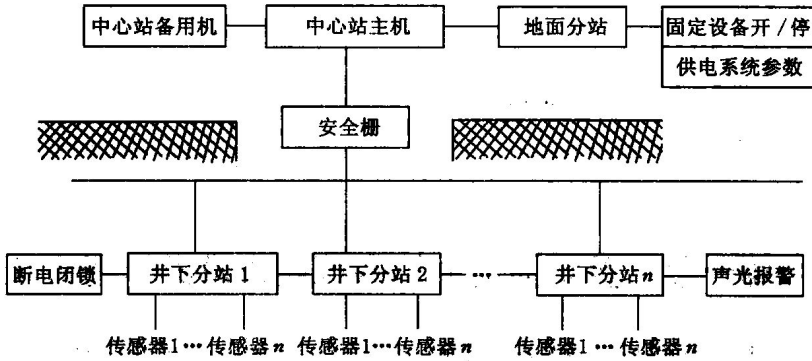 中心站备用机 中心站主机 地面分站 固定设备开/停
供电系统参数
安全栅
断电闭锁 井下分站1 井下分站2 … 井下分站n 声光报警
传感器1…传感器n 传感器1…传感器n 传感器1…传感器n